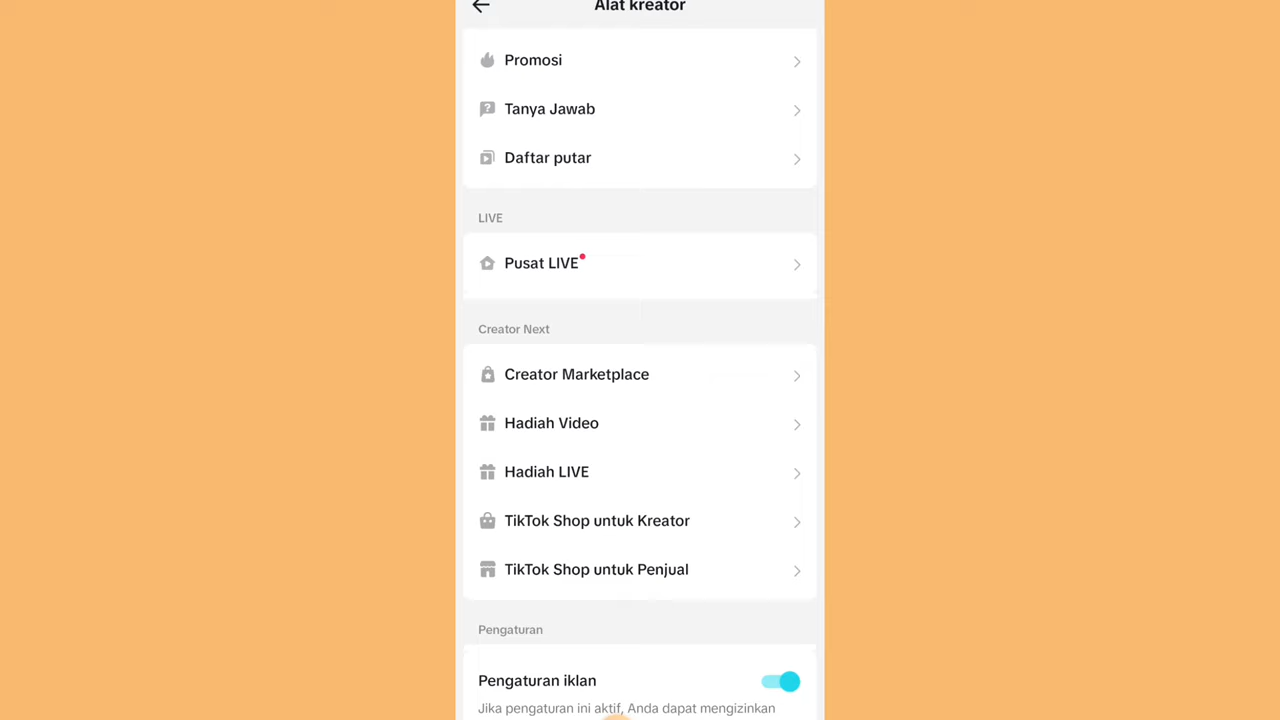 Alat kreator
Promosi
Tanya Jawab
Daftar putar
LIVE
Pusat LIVE
Creator Next
Creator Marketplace
Hadiah Video
Hadiah LIVE
TikTok Shop untuk Kreator
TikTok Shop untuk Penjual
Pengaturan
Pengaturan iklan
Jika pengaturan ini aktif, Anda dapat mengizinkan